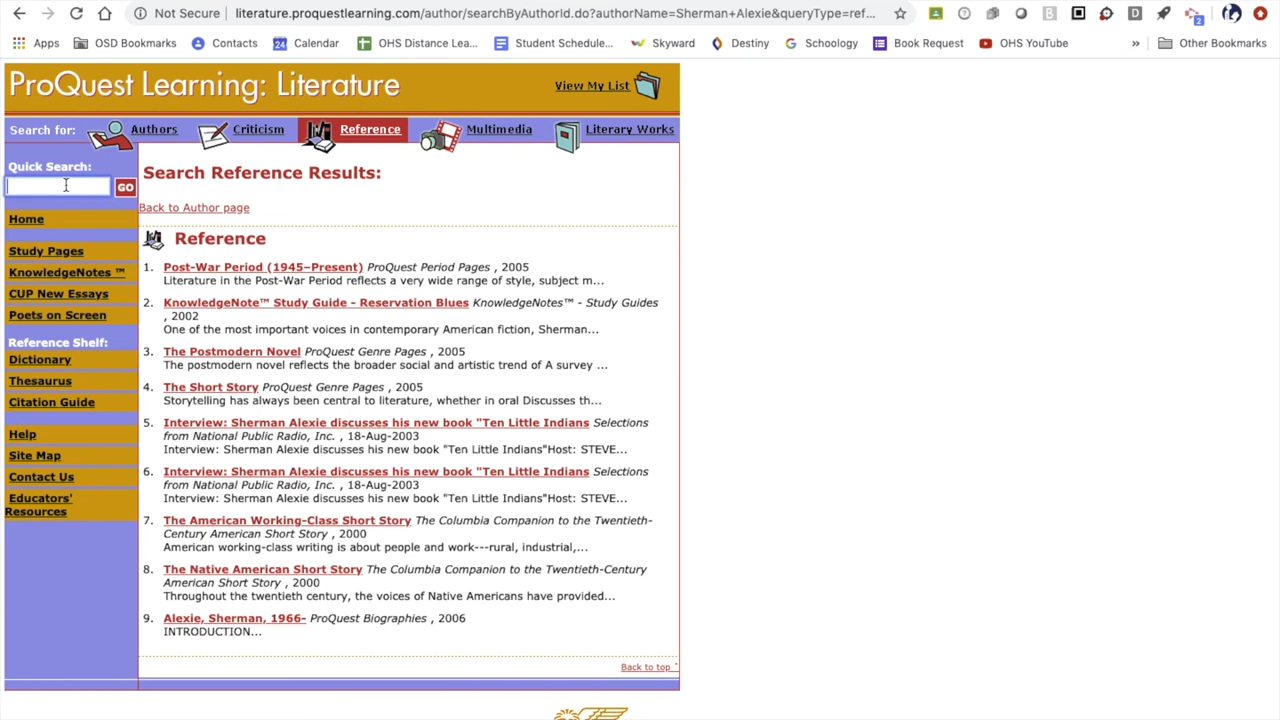 Not Secure
literature.proquestlearning.com/author/searchByAuthorId.do?authorName=Sherman+Alexie&queryType=ref...
Apps
OSD Bookmarks
Contacts
Calendar
OHS Distance Lea...
Student Schedule...
Skyward
Destiny
Schoology
Book Request
OHS YouTube
»
Other Bookmarks
ProQuest Learning: Literature
View My List
Search for:
Authors
Criticism
Reference
Multimedia
Literary Works
Quick Search:
GO
Home
Study Pages
KnowledgeNotes ™
CUP New Essays
Poets on Screen
Reference Shelf:
Dictionary
Thesaurus
Citation Guide
Help
Site Map
Contact Us
Educators'
Resources
Search Reference Results:
Back to Author page
Reference
1. Post-War Period (1945–Present) ProQuest Period Pages , 2005
Literature in the Post-War Period reflects a very wide range of style, subject m...
2. KnowledgeNote™ Study Guide - Reservation Blues KnowledgeNotes™ - Study Guides
, 2002
One of the most important voices in contemporary American fiction, Sherman...
3. The Postmodern Novel ProQuest Genre Pages , 2005
The postmodern novel reflects the broader social and artistic trend of A survey ...
4. The Short Story ProQuest Genre Pages , 2005
Storytelling has always been central to literature, whether in oral Discusses th...
5. Interview: Sherman Alexie discusses his new book "Ten Little Indians Selections
from National Public Radio, Inc. , 18-Aug-2003
Interview: Sherman Alexie discusses his new book "Ten Little Indians"Host: STEVE...
6. Interview: Sherman Alexie discusses his new book "Ten Little Indians Selections
from National Public Radio, Inc. , 18-Aug-2003
Interview: Sherman Alexie discusses his new book "Ten Little Indians"Host: STEVE...
7. The American Working-Class Short Story The Columbia Companion to the Twentieth-
Century American Short Story , 2000
American working-class writing is about people and work---rural, industrial,...
8. The Native American Short Story The Columbia Companion to the Twentieth-Century
American Short Story , 2000
Throughout the twentieth century, the voices of Native Americans have provided...
9. Alexie, Sherman, 1966- ProQuest Biographies , 2006
INTRODUCTION...
Back to top ^